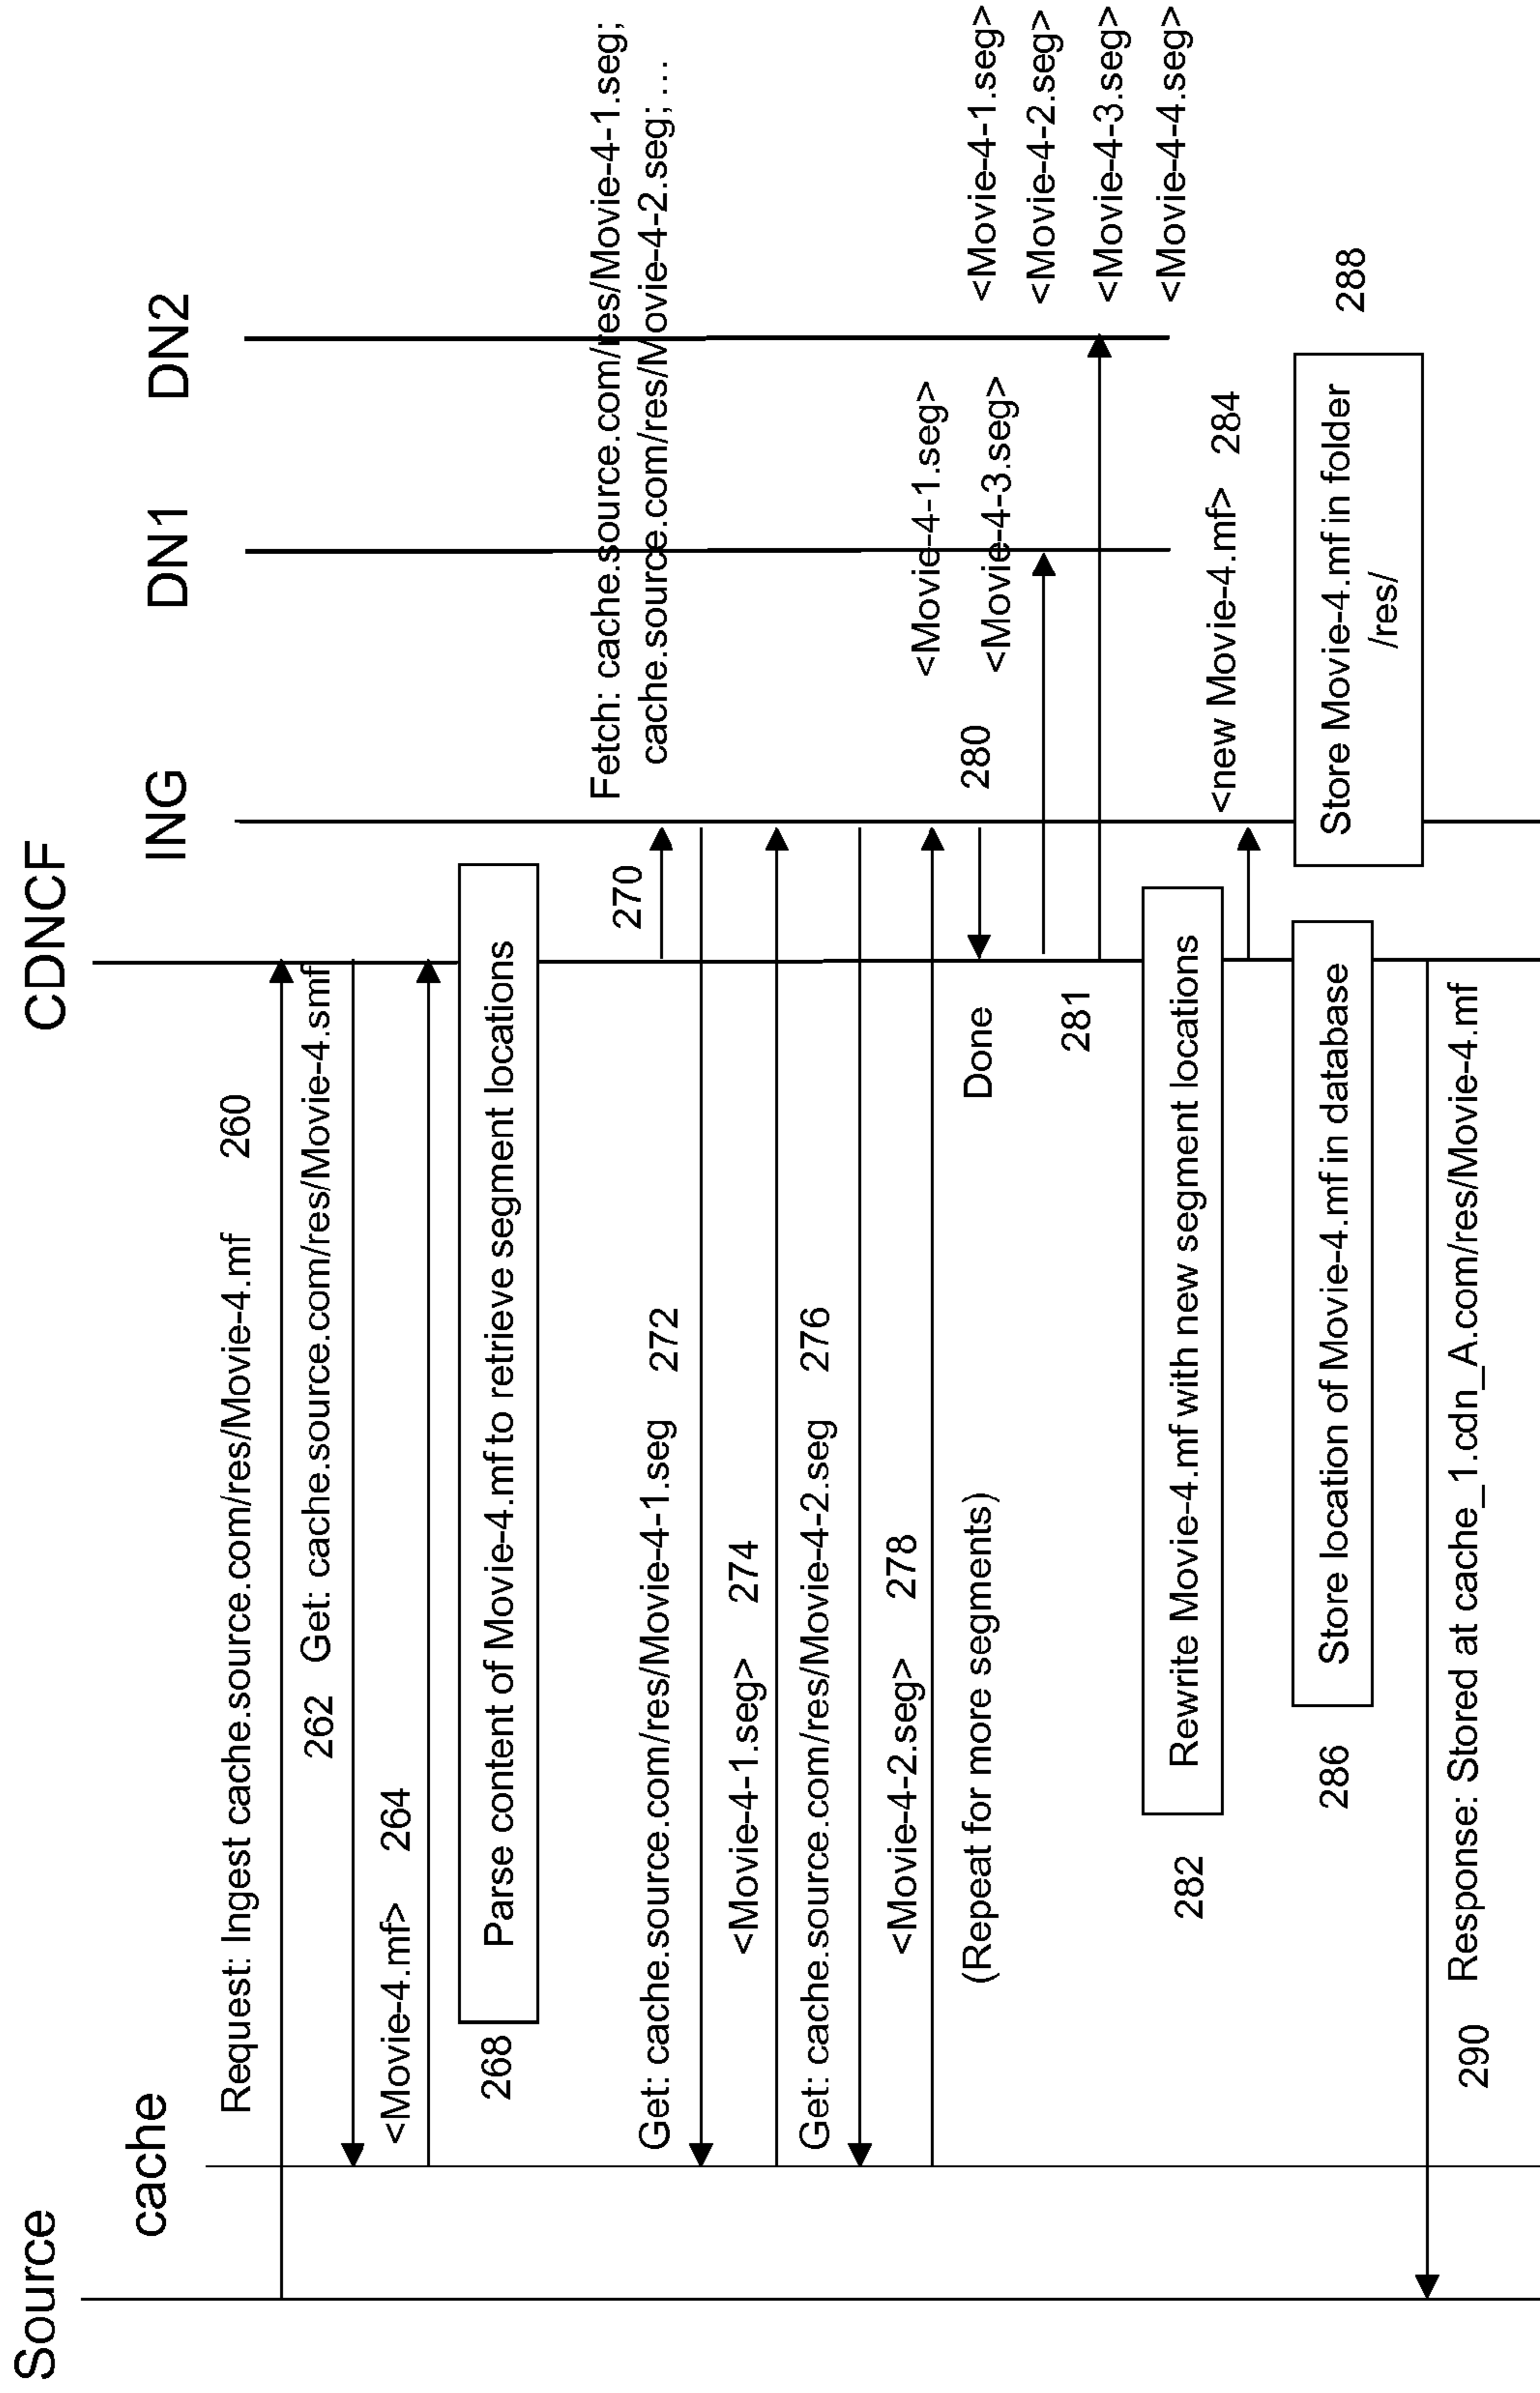 Source
cache
CDNCF
ING
DN1
DN2
Request: Ingest cache.source.com/res/Movie-4.mf 260
262 Get: cache.source.com/res/Movie-4.smf
<Movie-4.mf> 264
268
Parse content of Movie-4.mf to retrieve segment locations
270
Fetch: cache.source.com/res/Movie-4-1.seg;
cache.source.com/res/Movie-4-2.seg; ...
Get: cache.source.com/res/Movie-4-1.seg 272
<Movie-4-1.seg> 274
Get: cache.source.com/res/Movie-4-2.seg 276
<Movie-4-2.seg> 278
(Repeat for more segments)
Done
280
<Movie-4-1.seg>
<Movie-4-3.seg>
281
<Movie-4-1.seg>
<Movie-4-2.seg>
<Movie-4-3.seg>
<Movie-4-4.seg>
282
Rewrite Movie-4.mf with new segment locations
<new Movie-4.mf> 284
286
Store location of Movie-4.mf in database
Store Movie-4.mf in folder
/res/
288
290 Response: Stored at cache_1.cdn_A.com/res/Movie-4.mf